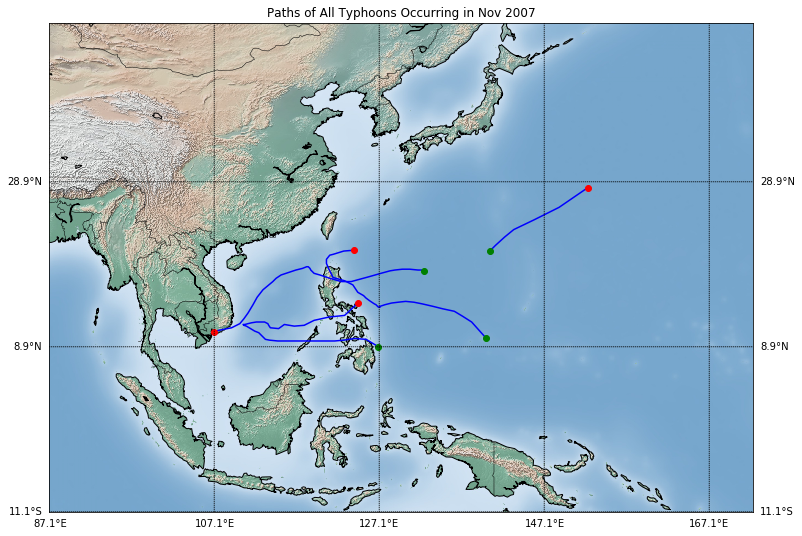 Paths of All Typhoons Occurring in Nov 2007
28.9°N 28.9°N
8.9°N 8.9°N
11.1°S 11.1°S
87.1°E 107.1°E 127.1°E 147.1°E 167.1°E